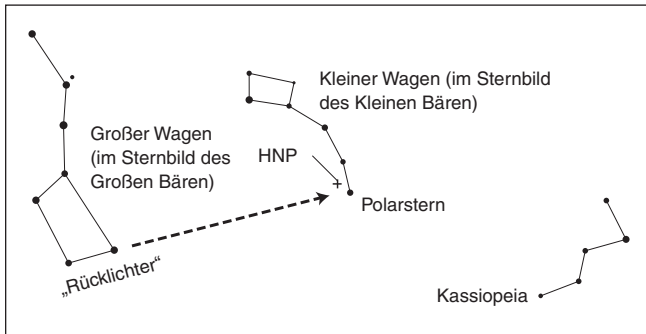 Kleiner Wagen (im Sternbild
des Kleinen Bären)
Großer Wagen
(im Sternbild des
Großen Bären)
HNP
Polarstern
„Rücklichter“
Kassiopeia